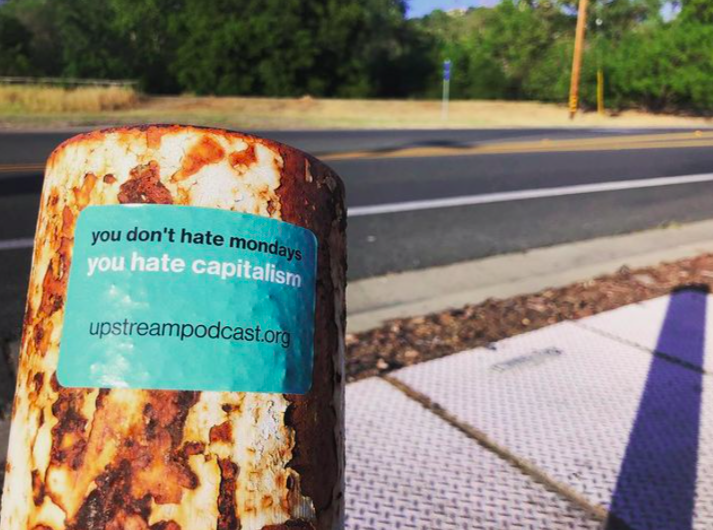 you don't hate mondays
you hate capitalism
upstreampodcast.org